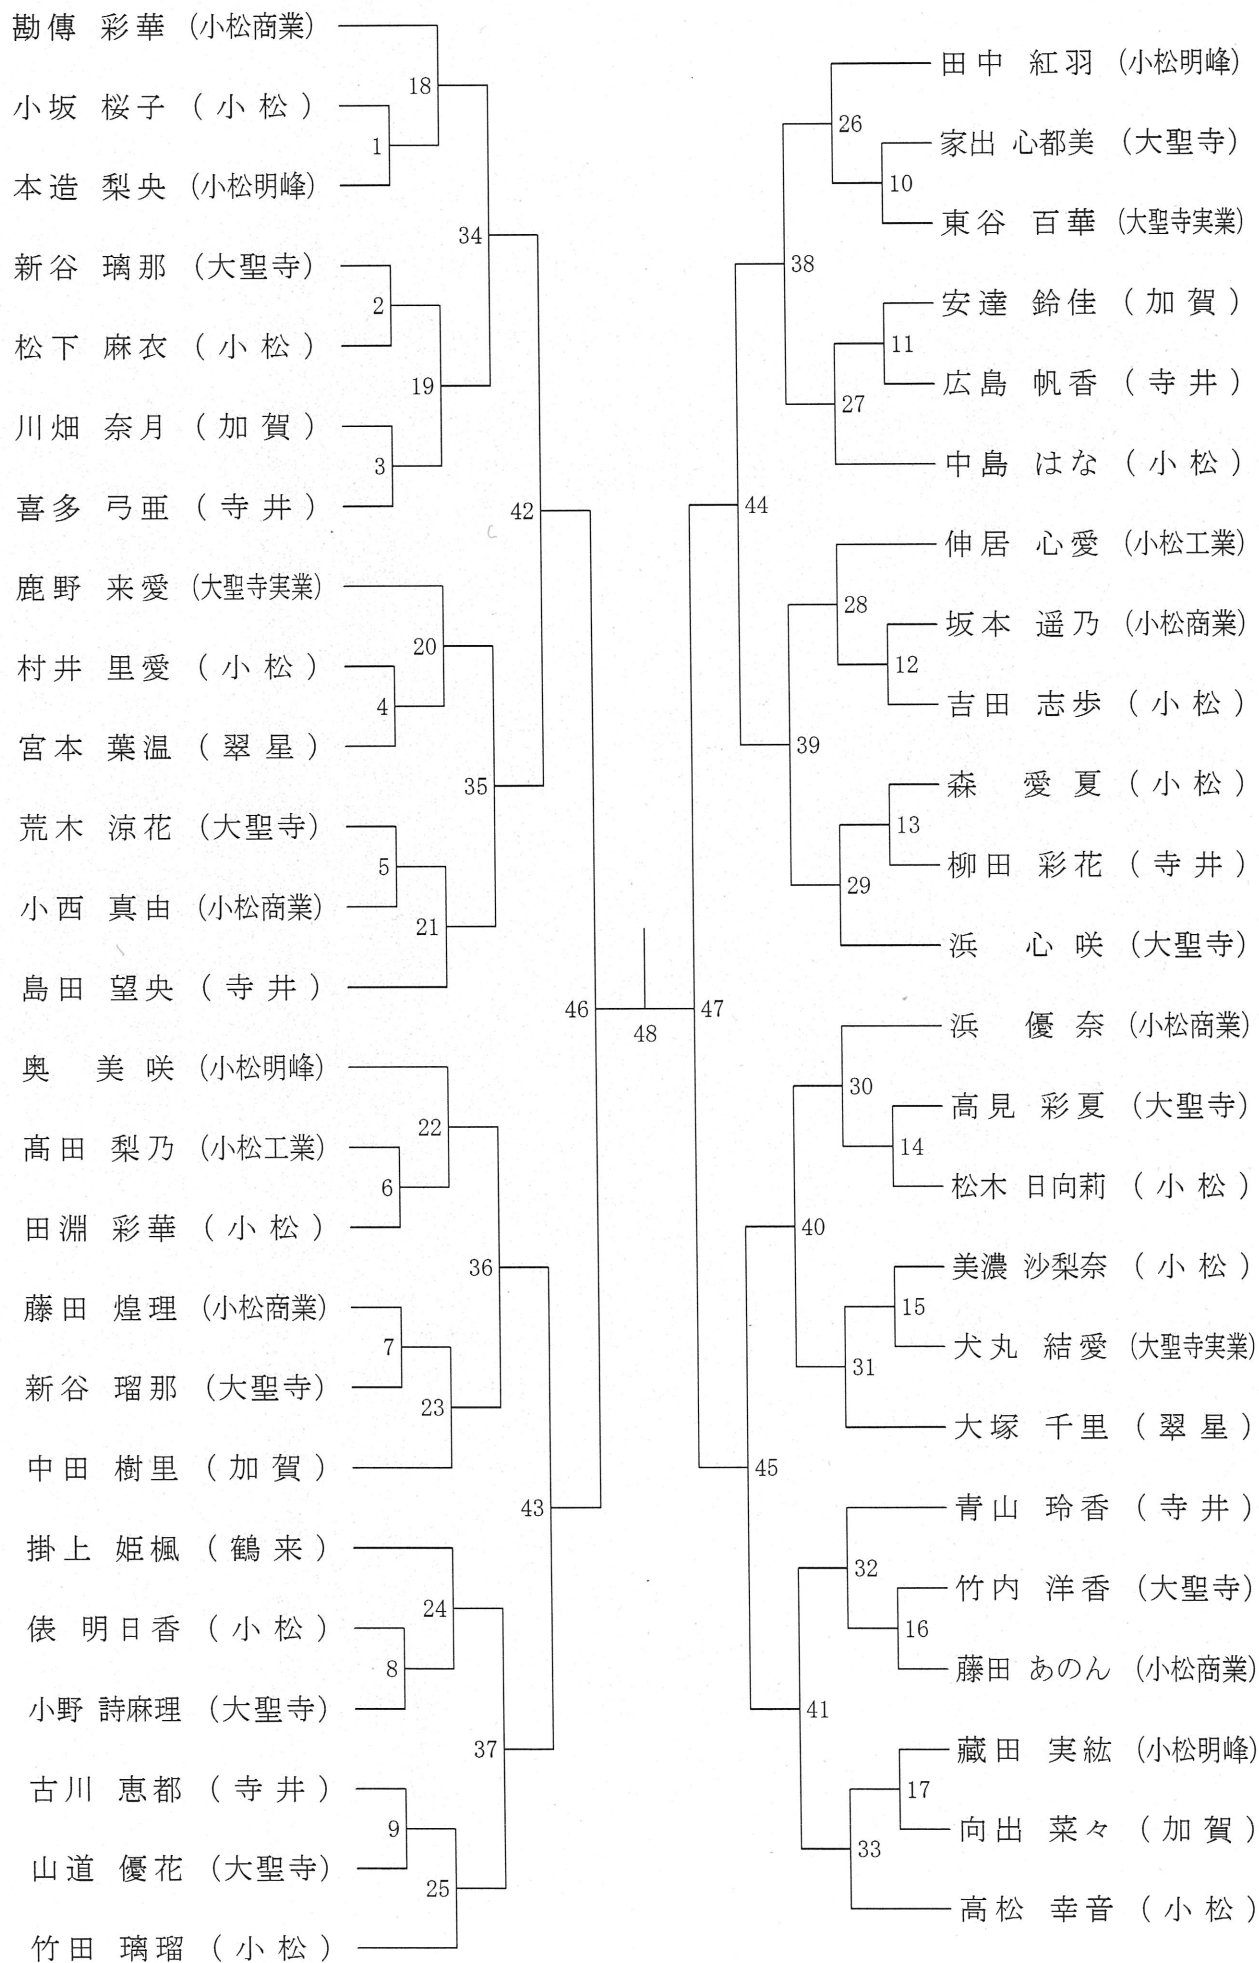 勘傳 彩華 (小松商業)
小坂 桜子 (小松)
本造 梨央 (小松明峰)
新谷 璃那 (大聖寺)
松下 麻衣 (小松)
川畑 奈月 (加賀)
喜多 弓亜 (寺井)
鹿野 来愛 (大聖寺実業)
村井 里愛 (小松)
宮本 葉温 (翠星)
荒木 涼花 (大聖寺)
小西 真由 (小松商業)
島田 望央 (寺井)
奥 美咲 (小松明峰)
髙田 梨乃 (小松工業)
田淵 彩華 (小松)
藤田 煌理 (小松商業)
新谷 瑠那 (大聖寺)
中田 樹里 (加賀)
掛上 姫楓 (鶴来)
俵 明日香 (小松)
小野 詩麻理 (大聖寺)
古川 恵都 (寺井)
山道 優花 (大聖寺)
竹田 璃瑠 (小松)
1
2
3
4
5
6
7
8
9
18
19
20
21
22
23
24
25
34
35
36
37
42
43
46
48
47
44
45
38
39
40
41
26
27
28
29
30
31
32
33
10
11
12
13
14
15
16
17
田中 紅羽 (小松明峰)
家出 心都美 (大聖寺)
東谷 百華 (大聖寺実業)
安達 鈴佳 (加賀)
広島 帆香 (寺井)
中島 はな (小松)
伸居 心愛 (小松工業)
坂本 遥乃 (小松商業)
吉田 志歩 (小松)
森 愛夏 (小松)
柳田 彩花 (寺井)
浜 心咲 (大聖寺)
浜 優奈 (小松商業)
高見 彩夏 (大聖寺)
松木 日向莉 (小松)
美濃 沙梨奈 (小松)
犬丸 結愛 (大聖寺実業)
大塚 千里 (翠星)
青山 玲香 (寺井)
竹内 洋香 (大聖寺)
藤田 あのん (小松商業)
藏田 実紘 (小松明峰)
向出 菜々 (加賀)
高松 幸音 (小松)